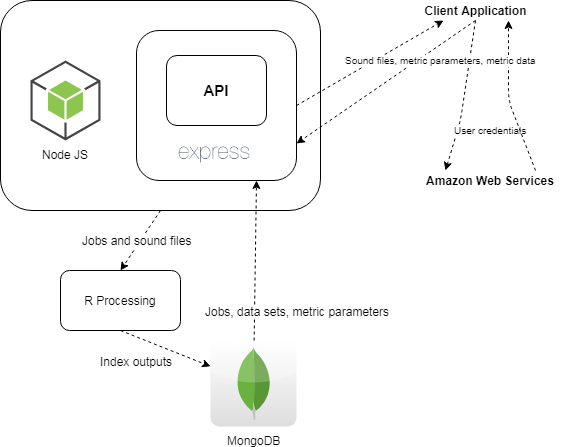 Client Application
Sound files, metric parameters, metric data
API
express
Node JS
User credentials
Amazon Web Services
Jobs and sound files
R Processing
Jobs, data sets, metric parameters
Index outputs
MongoDB